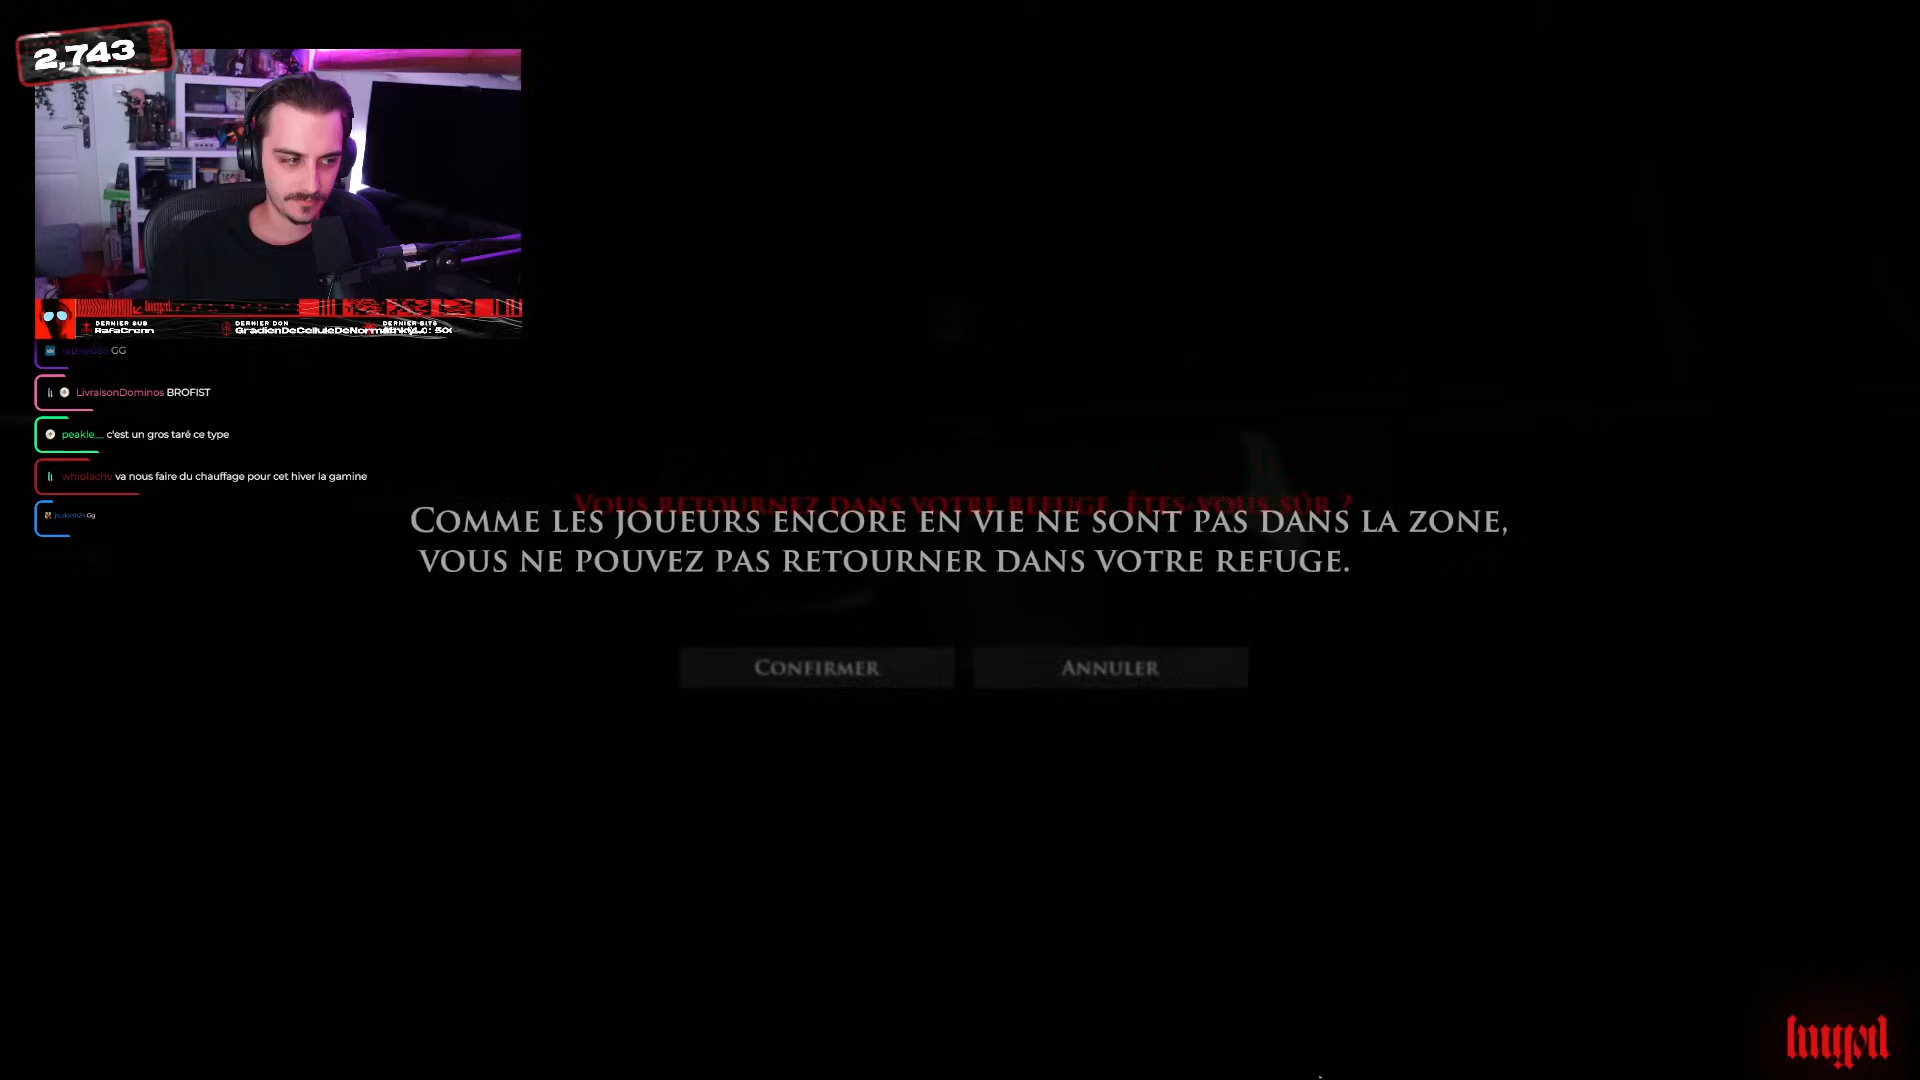 2,743
DERNIER SUB
RafaCrenn
DERNIER DON
DERNIER BITS
GG
LivraisonDominos BROFIST
peakle__ c'est un gros taré ce type
whiplache va nous faire du chauffage pour cet hiver la gamine
Gg
Vous retournez dans votre refuge. Êtes-vous sûr ?
Comme les joueurs encore en vie ne sont pas dans la zone,
vous ne pouvez pas retourner dans votre refuge.
Confirmer
Annuler